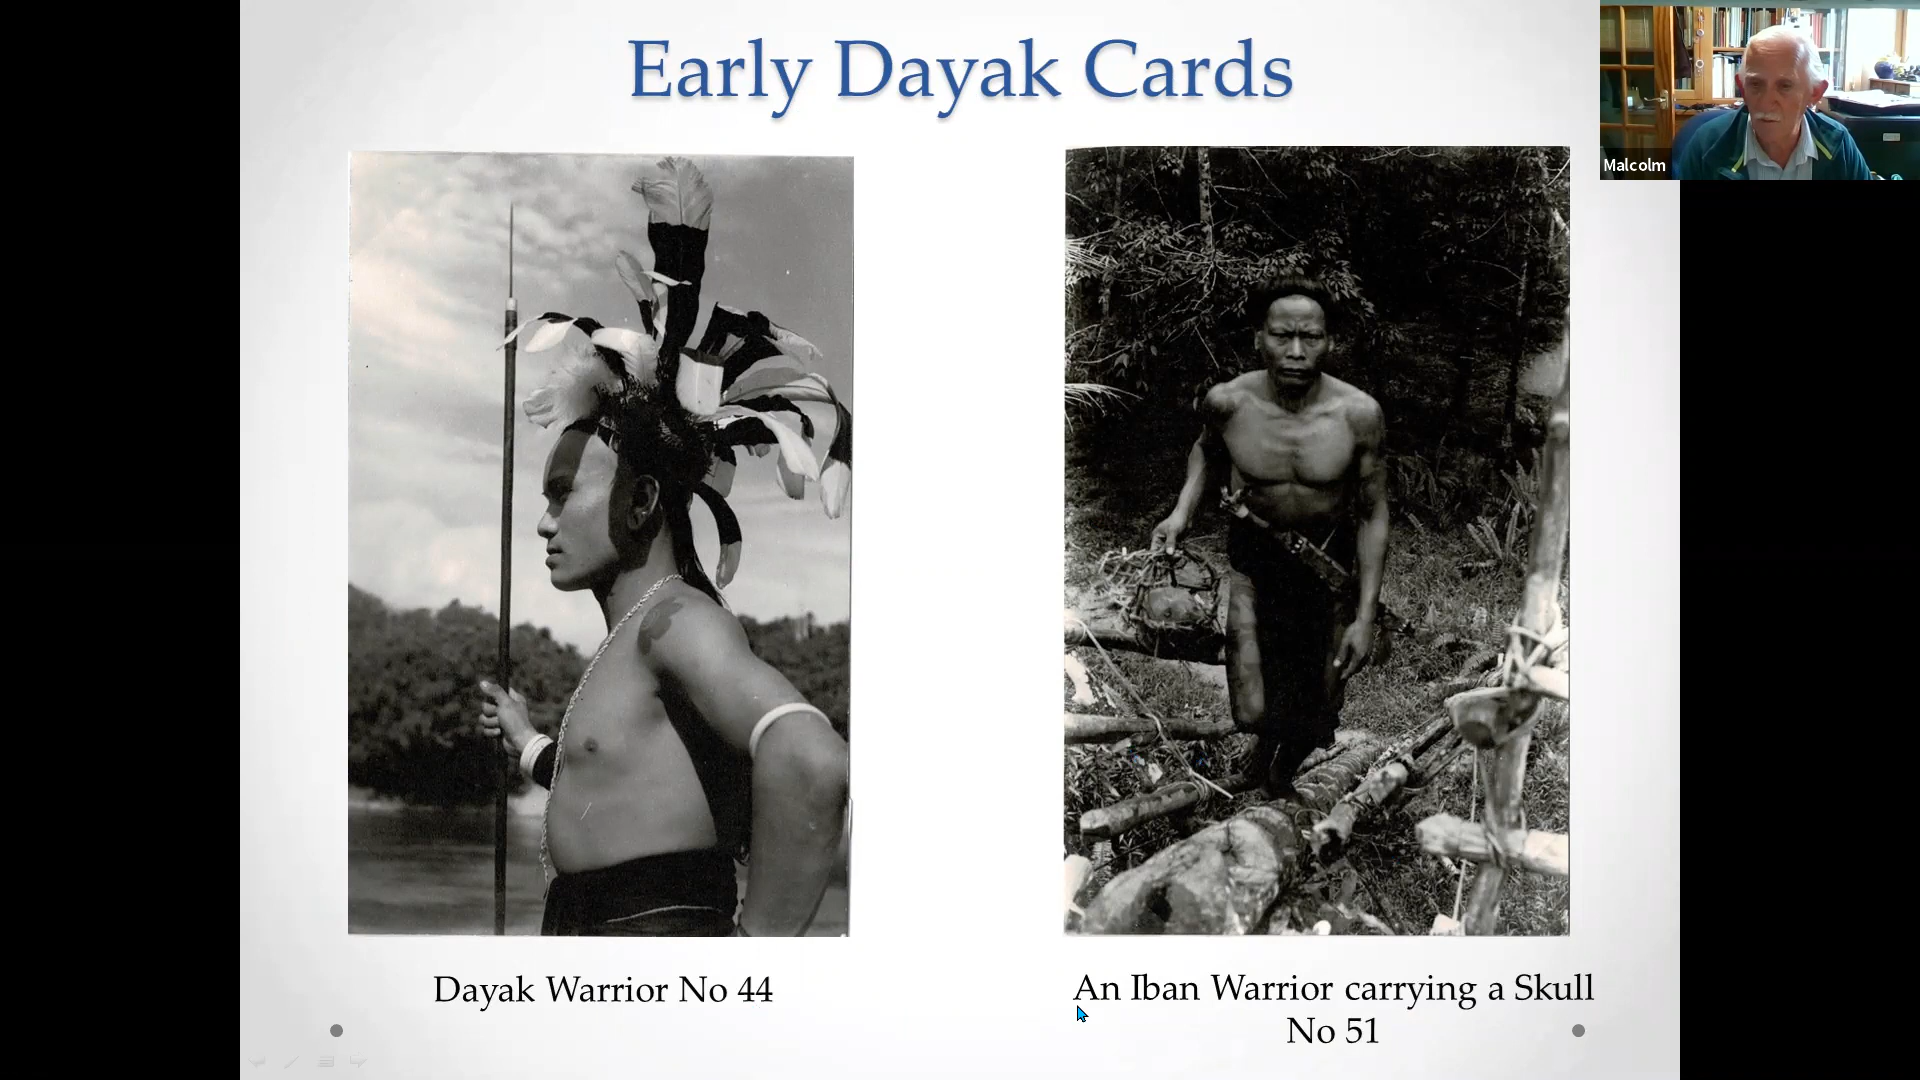 Early Dayak Cards
Malcolm
Dayak Warrior No 44
An Iban Warrior carrying a Skull
No 51